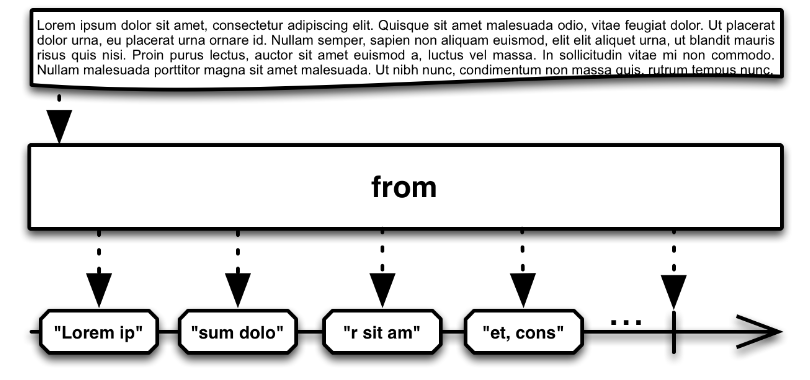 Lorem ipsum dolor sit amet, consectetur adipiscing elit. Quisque sit amet malesuada odio, vitae feugiat dolor. Ut placerat
dolor urna, eu placerat urna ornare id. Nullam semper, sapien non aliquam euismod, elit elit aliquet urna, ut blandit mauris
risus quis nisi. Proin purus lectus, auctor sit amet euismod a, luctus vel massa. In sollicitudin vitae mi non commodo.
Nullam malesuada porttitor magna sit amet malesuada. Ut nibh nunc, condimentum non massa quis, rutrum tempus nunc.
from
"Lorem ip" "sum dolo" "r sit am" "et, cons" ...